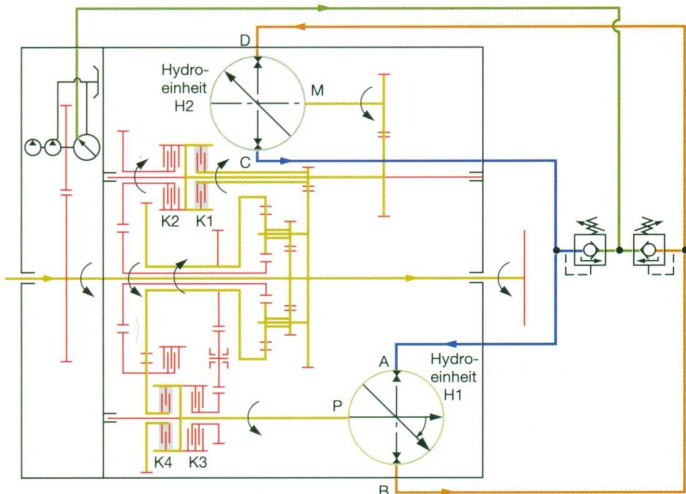 D
Hydro-
einheit
H2
M
C
K2 K1
A
Hydro-
einheit
H1
P
K4 K3
B